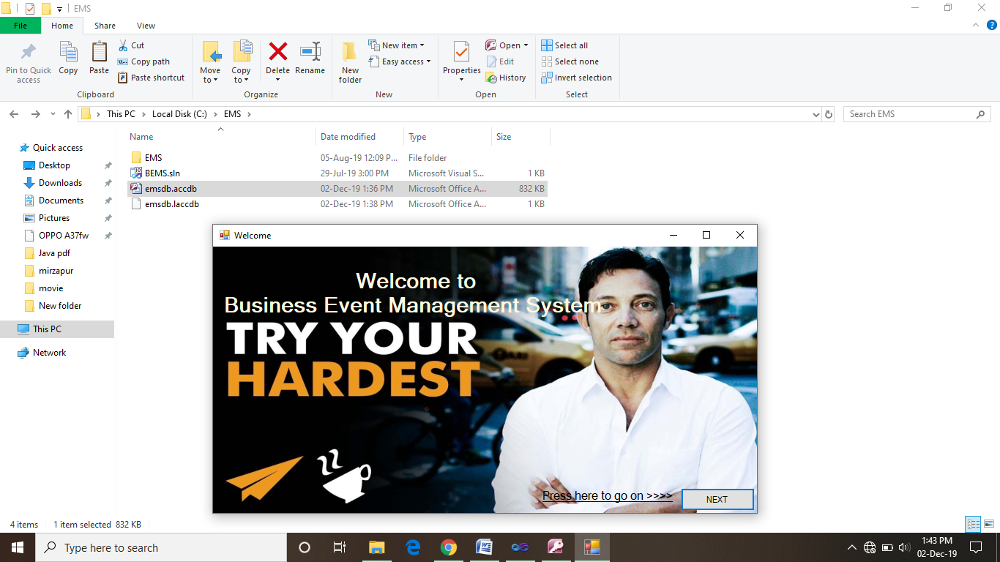 EMS
File
Home
Share
View
Pin to Quick access
Copy
Paste
Cut
Copy path
Paste shortcut
Clipboard
Move to
Copy to
Delete
Rename
Organize
New folder
New item
Easy access
New
Properties
Open
Edit
History
Open
Select all
Select none
Invert selection
Select
This PC > Local Disk (C:) > EMS >
Search EMS
Quick access
Desktop
Downloads
Documents
Pictures
OPPO A37fw
Java pdf
mirzapur
movie
New folder
This PC
Network
Name Date modified Type Size
EMS 05-Aug-19 12:09 P... File folder
BEMS.sln 29-Jul-19 3:00 PM Microsoft Visual S... 1 KB
emsdb.accdb 02-Dec-19 1:36 PM Microsoft Office A... 832 KB
emsdb.laccdb 02-Dec-19 1:38 PM Microsoft Office A... 1 KB
Welcome
Welcome to
Business Event Management System
TRY YOUR
HARDEST
Press here to go on >>>>
NEXT
4 items 1 item selected 832 KB
Type here to search
1:43 PM
02-Dec-19